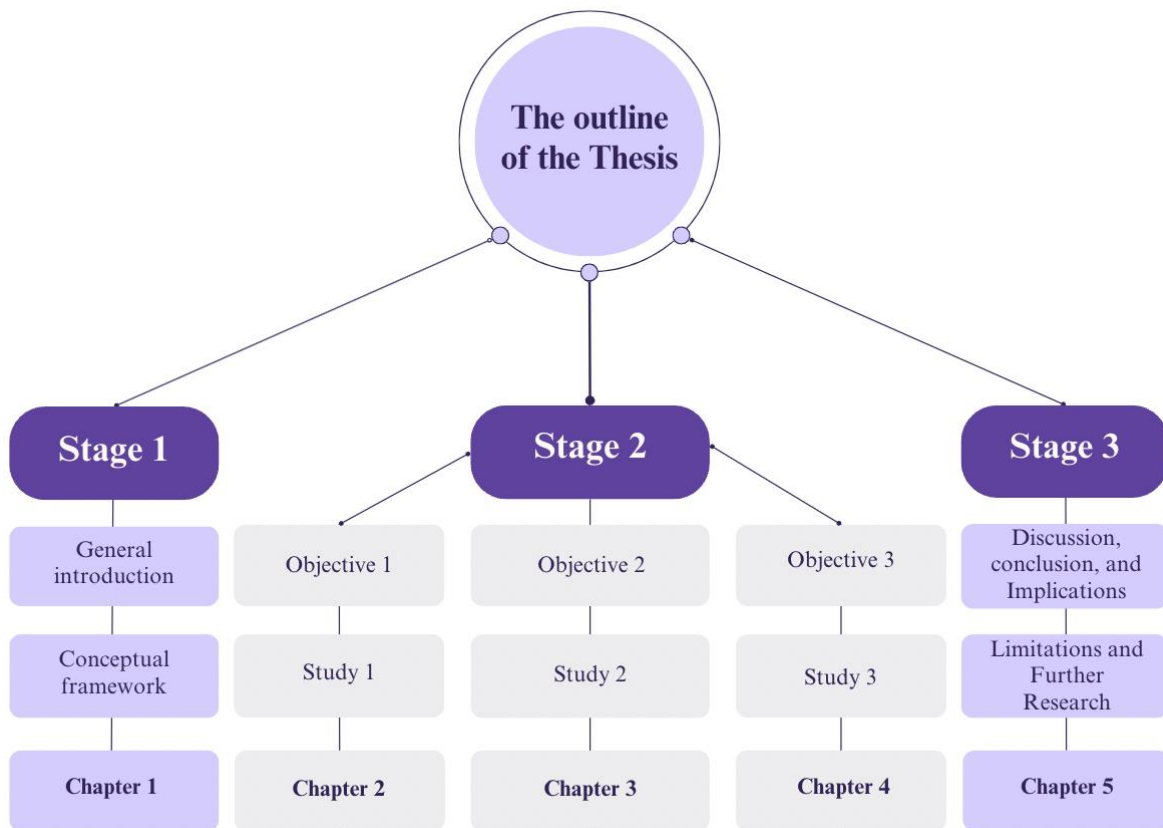 The outline
of the Thesis
Stage 1
Stage 2
Stage 3
General
introduction
Objective 1
Objective 2
Objective 3
Discussion,
conclusion, and
Implications
Conceptual
framework
Study 1
Study 2
Study 3
Limitations and
Further
Research
Chapter 1
Chapter 2
Chapter 3
Chapter 4
Chapter 5